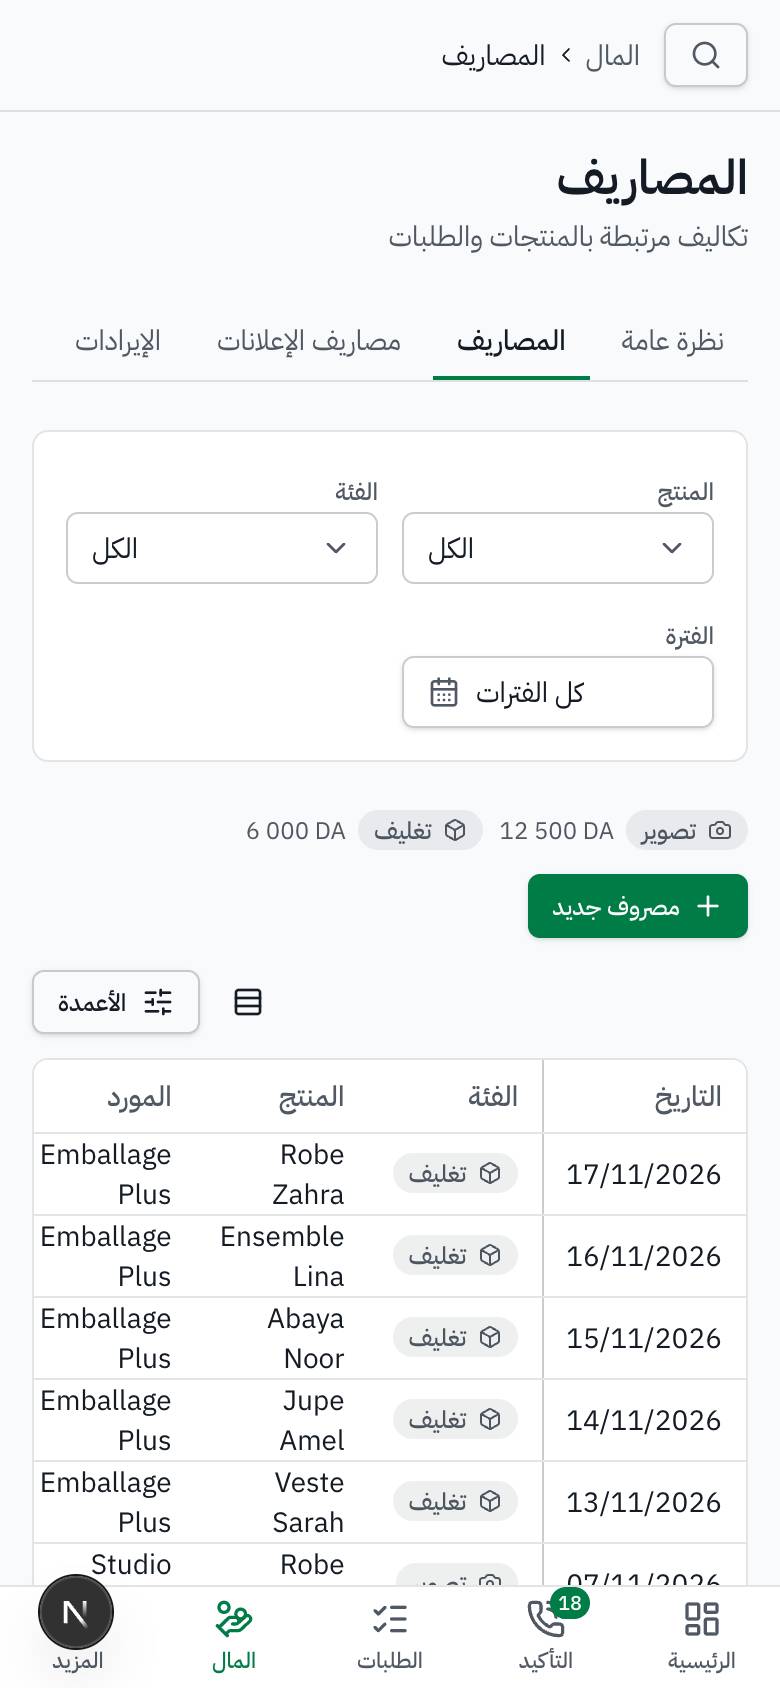 المال › المصاريف
المصاريف
تكاليف مرتبطة بالمنتجات والطلبات
نظرة عامة المصاريف مصاريف الإعلانات الإيرادات
المنتج الفئة
الكل الكل
الفترة
كل الفترات
تصوير 12 500 DA تغليف 6 000 DA
مصروف جديد
الأعمدة
التاريخ الفئة المنتج المورد
17/11/2026 تغليف Robe Zahra Emballage Plus
16/11/2026 تغليف Ensemble Lina Emballage Plus
15/11/2026 تغليف Abaya Noor Emballage Plus
14/11/2026 تغليف Jupe Amel Emballage Plus
13/11/2026 تغليف Veste Sarah Emballage Plus
07/11/2026 تصوير Robe Studio
18
الرئيسية التأكيد الطلبات المال المزيد
N